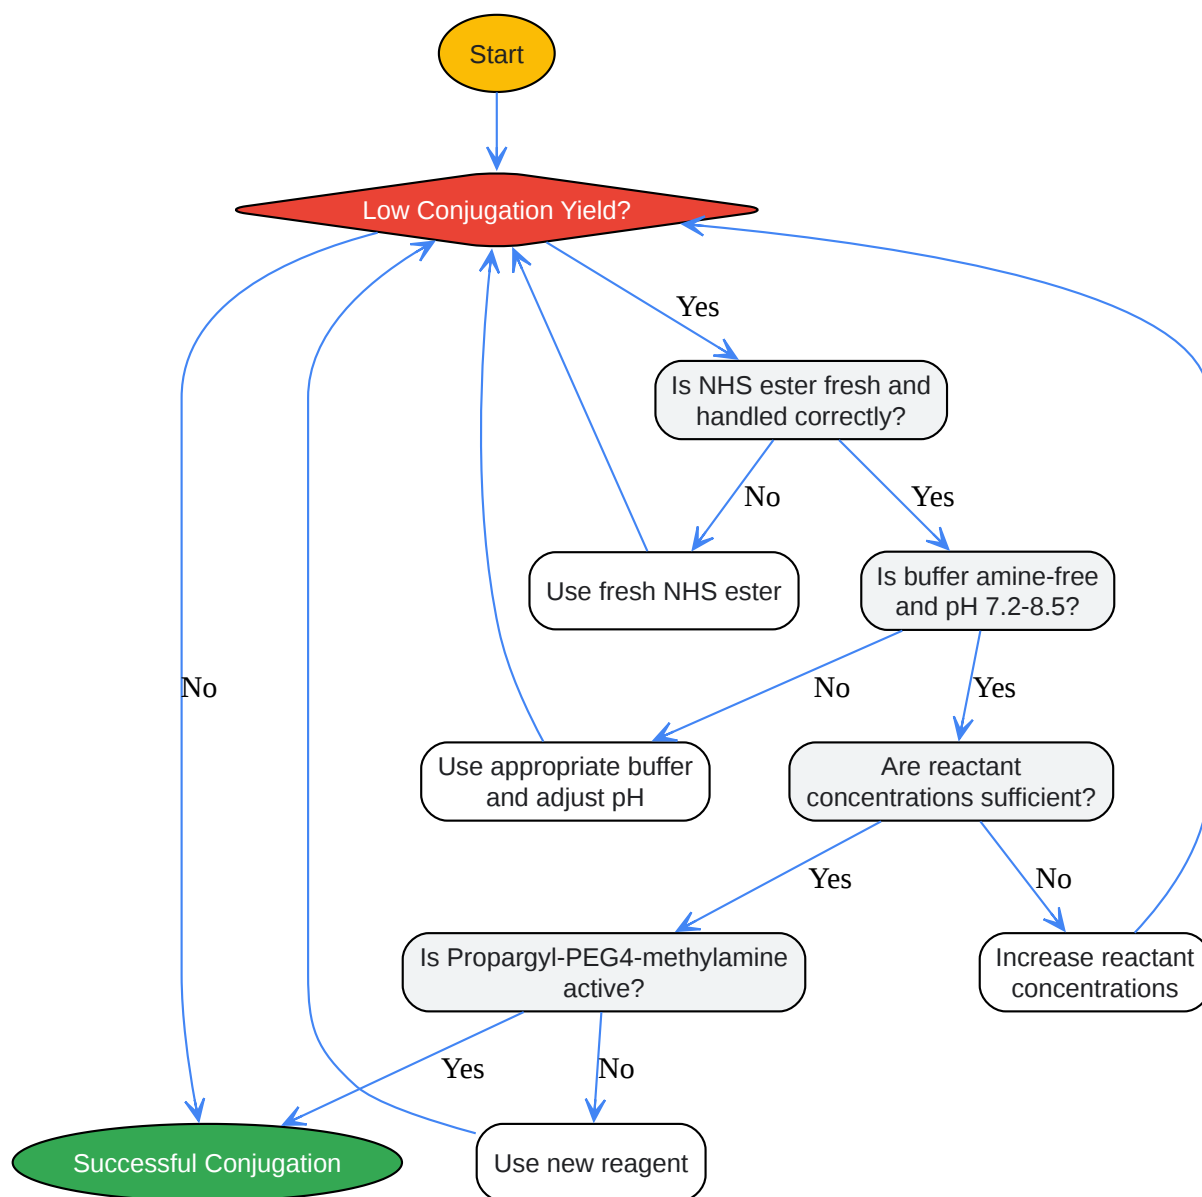 Start
Low Conjugation Yield?
Yes
Is NHS ester fresh and
handled correctly?
No
Yes
Use fresh NHS ester
Is buffer amine-free
and pH 7.2-8.5?
No
No
Yes
Use appropriate buffer
and adjust pH
Are reactant
concentrations sufficient?
Yes
No
Is Propargyl-PEG4-methylamine
active?
Increase reactant
concentrations
Yes
No
Successful Conjugation
Use new reagent